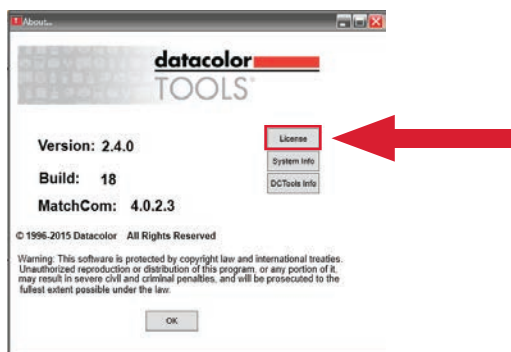 About...
datacolor
TOOLS
Version: 2.4.0
License
System Info
Build: 18
DCTools Info
MatchCom: 4.0.2.3
© 1996-2015 Datacolor All Rights Reserved
Warning: This software is protected by copyright law and international treaties.
Unauthorized reproduction or distribution of this program, or any portion of it,
may result in severe civil and criminal penalties, and will be prosecuted to the
fullest extent possible under the law.
OK